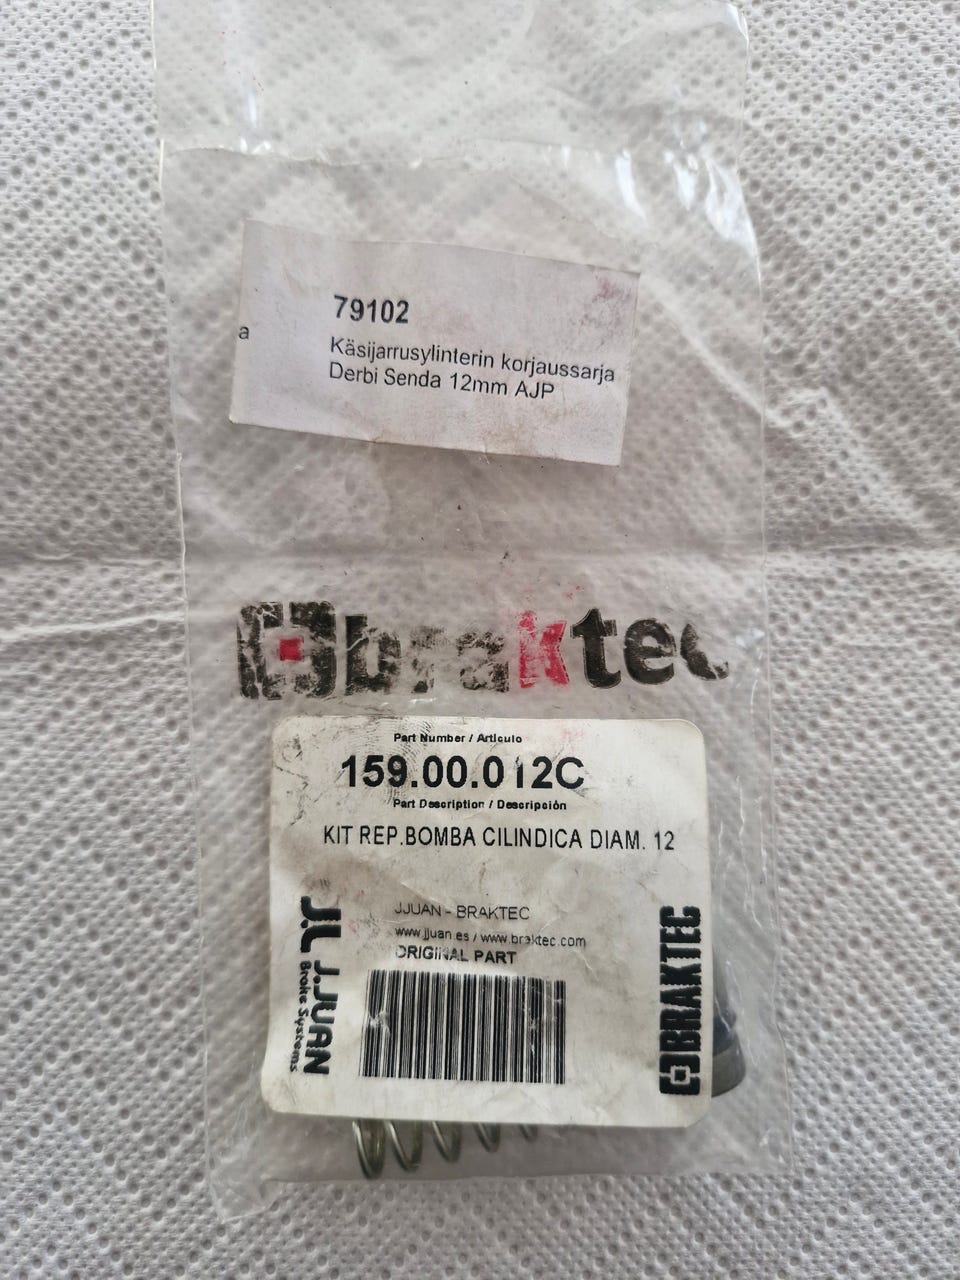 79102
a
Käsijarrusylinterin korjaussarja
Derbi Senda 12mm AJP
braktec
Part Number / Articulo
159.00.012C
Part Description / Descripción
KIT REP.BOMBA CILINDICA DIAM. 12
JJUAN - BRAKTEC
www.jjuan.es / www.braktec.com
ORIGINAL PART
J.JUAN
Brake Systems
BRAKTEC